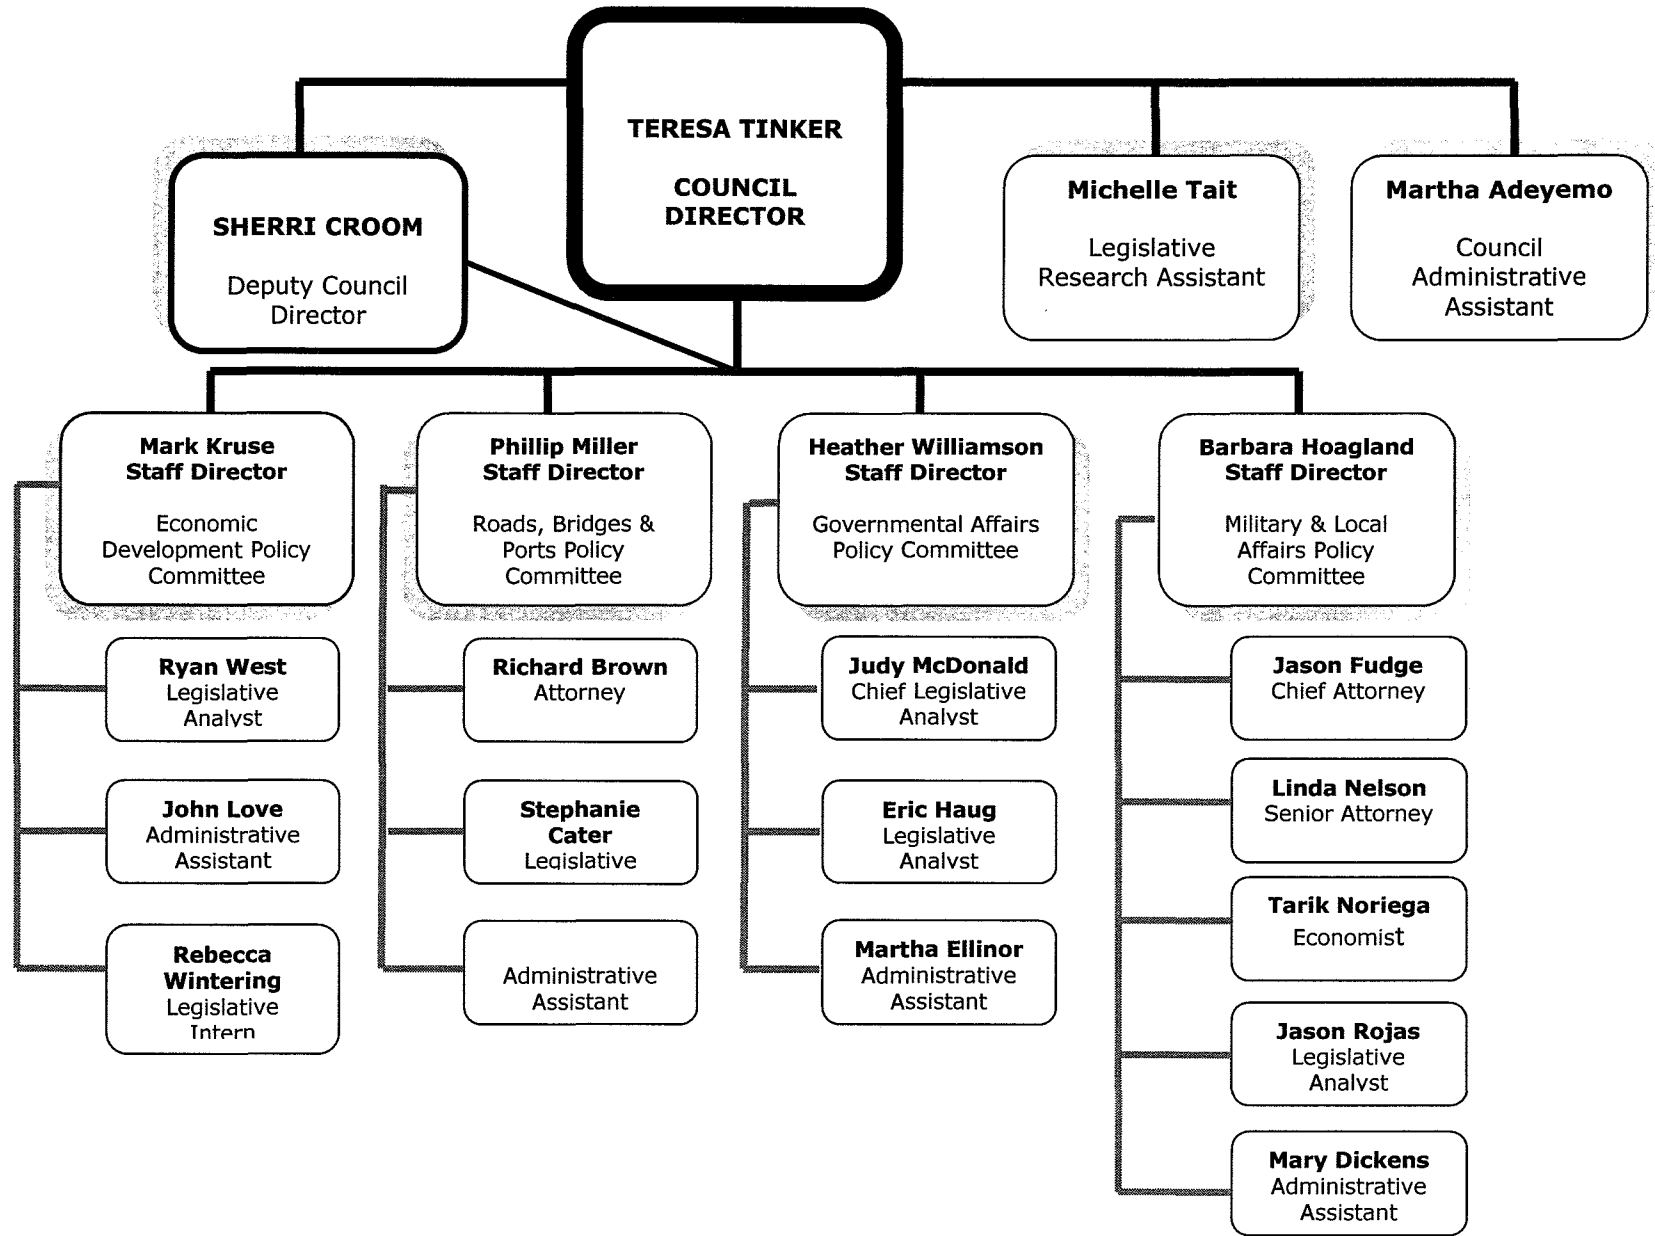 TERESA TINKER
COUNCIL
DIRECTOR
SHERRI CROOM
Deputy Council
Director
Michelle Tait
Legislative
Research Assistant
Martha Adeyemo
Council
Administrative
Assistant
Mark Kruse
Staff Director
Economic
Development Policy
Committee
Phillip Miller
Staff Director
Roads, Bridges &
Ports Policy
Committee
Heather Williamson
Staff Director
Governmental Affairs
Policy Committee
Barbara Hoagland
Staff Director
Military & Local
Affairs Policy
Committee
Ryan West
Legislative
Analyst
John Love
Administrative
Assistant
Rebecca
Wintering
Legislative
Intern
Richard Brown
Attorney
Stephanie
Cater
Legislative
Administrative
Assistant
Judy McDonald
Chief Legislative
Analyst
Eric Haug
Legislative
Analyst
Martha Ellinor
Administrative
Assistant
Jason Fudge
Chief Attorney
Linda Nelson
Senior Attorney
Tarik Noriega
Economist
Jason Rojas
Legislative
Analyst
Mary Dickens
Administrative
Assistant